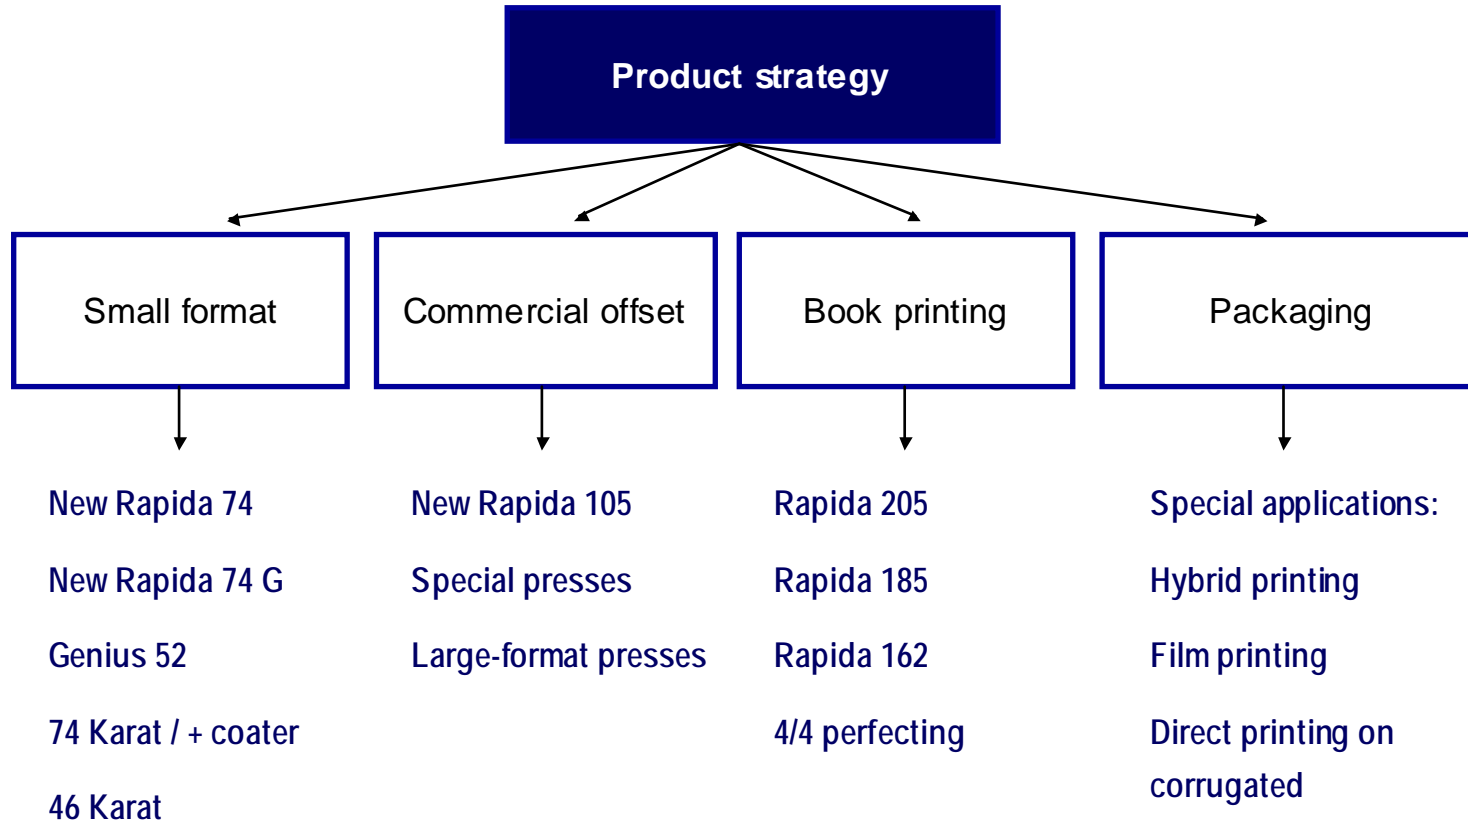 Product strategy
Small format
Commercial offset
Book printing
Packaging
New Rapida 74
New Rapida 74 G
Genius 52
74 Karat / + coater
46 Karat
New Rapida 105
Special presses
Large-format presses
Rapida 205
Rapida 185
Rapida 162
4/4 perfecting
Special applications:
Hybrid printing
Film printing
Direct printing on
corrugated